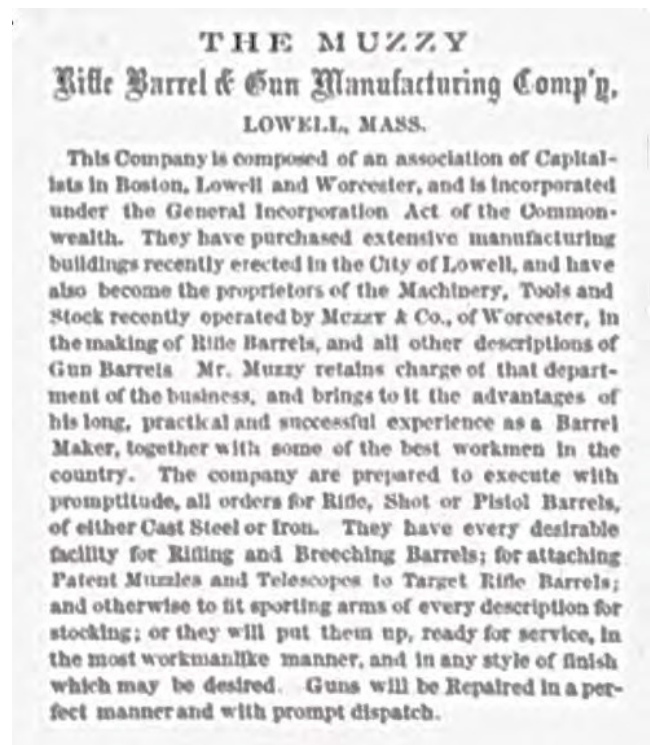 THE MUZZY
Rifle Barrel & Gun Manufacturing Comp'y,
LOWELL, MASS.
This Company is composed of an association of Capital-
ists in Boston, Lowell and Worcester, and is incorporated
under the General Incorporation Act of the Common-
wealth. They have purchased extensive manufacturing
buildings recently erected in the City of Lowell, and have
also become the proprietors of the Machinery, Tools and
Stock recently operated by MUZZY & Co., of Worcester, in
the making of Rifle Barrels, and all other descriptions of
Gun Barrels Mr. Muzzy retains charge of that depart-
ment of the business, and brings to it the advantages of
his long, practical and successful experience as a Barrel
Maker, together with some of the best workmen in the
country. The company are prepared to execute with
promptitude, all orders for Rifle, Shot or Pistol Barrels,
of either Cast Steel or Iron. They have every desirable
facility for Rifling and Breeching Barrels; for attaching
Patent Muzzles and Telescopes to Target Rifle Barrels;
and otherwise to fit sporting arms of every description for
stocking; or they will put them up, ready for service, in
the most workmanlike manner, and in any style of finish
which may be desired. Guns will be Repaired in a per-
fect manner and with prompt dispatch.